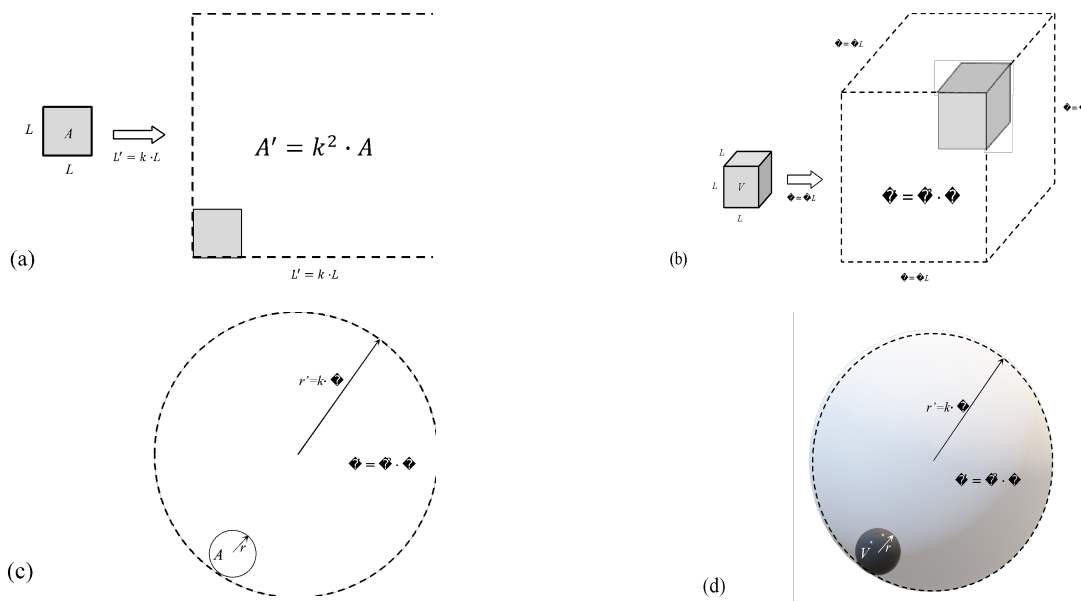 L
A
L
L′ = k ⋅ L
A′ = k² ⋅ A
L′ = k ⋅ L
(a)
�=�L
�=
L
L
V
L
�=�L
� = � ⋅ �
�=�L
(b)
r'=k⋅ �
� = � ⋅ �
A
r
(c)
r'=k⋅ �
� = � ⋅ �
V
r
(d)